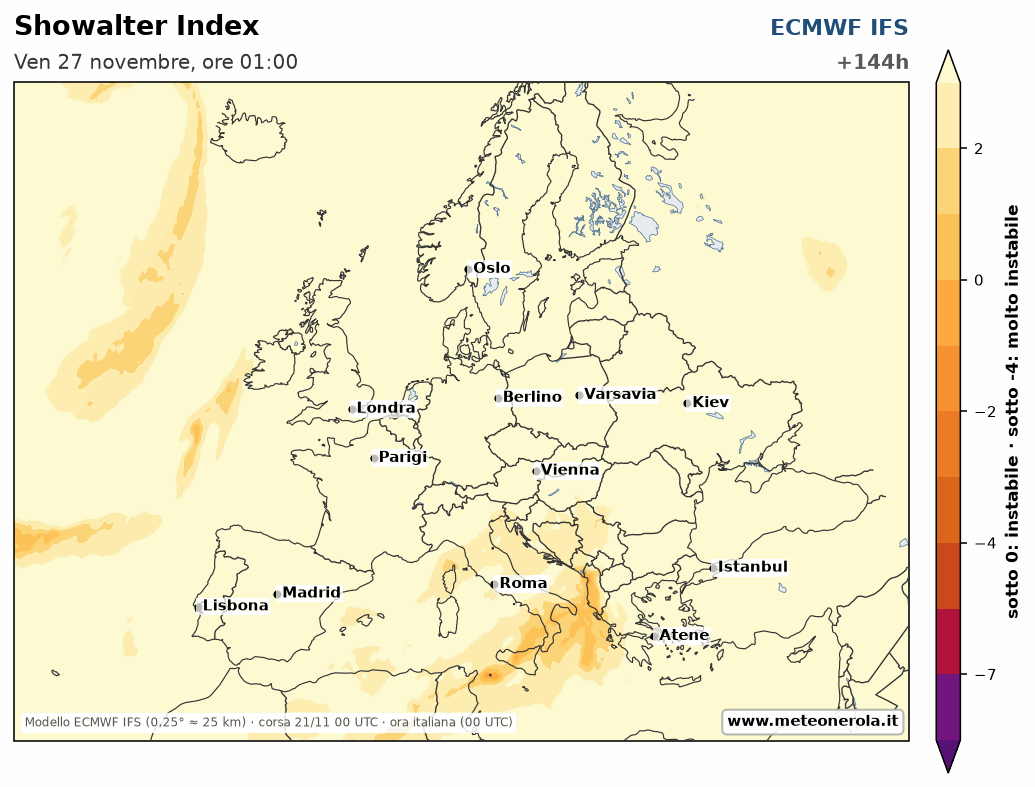 Showalter Index
ECMWF IFS
Ven 27 novembre, ore 01:00
+144h
Oslo
Londra
Berlino
Varsavia
Kiev
Parigi
Vienna
Istanbul
Roma
Madrid
Lisbona
Atene
Modello ECMWF IFS (0,25° ≈ 25 km) · corsa 21/11 00 UTC · ora italiana (00 UTC)
www.meteonerola.it
2
0
−2
−4
−7
sotto 0: instabile · sotto -4: molto instabile